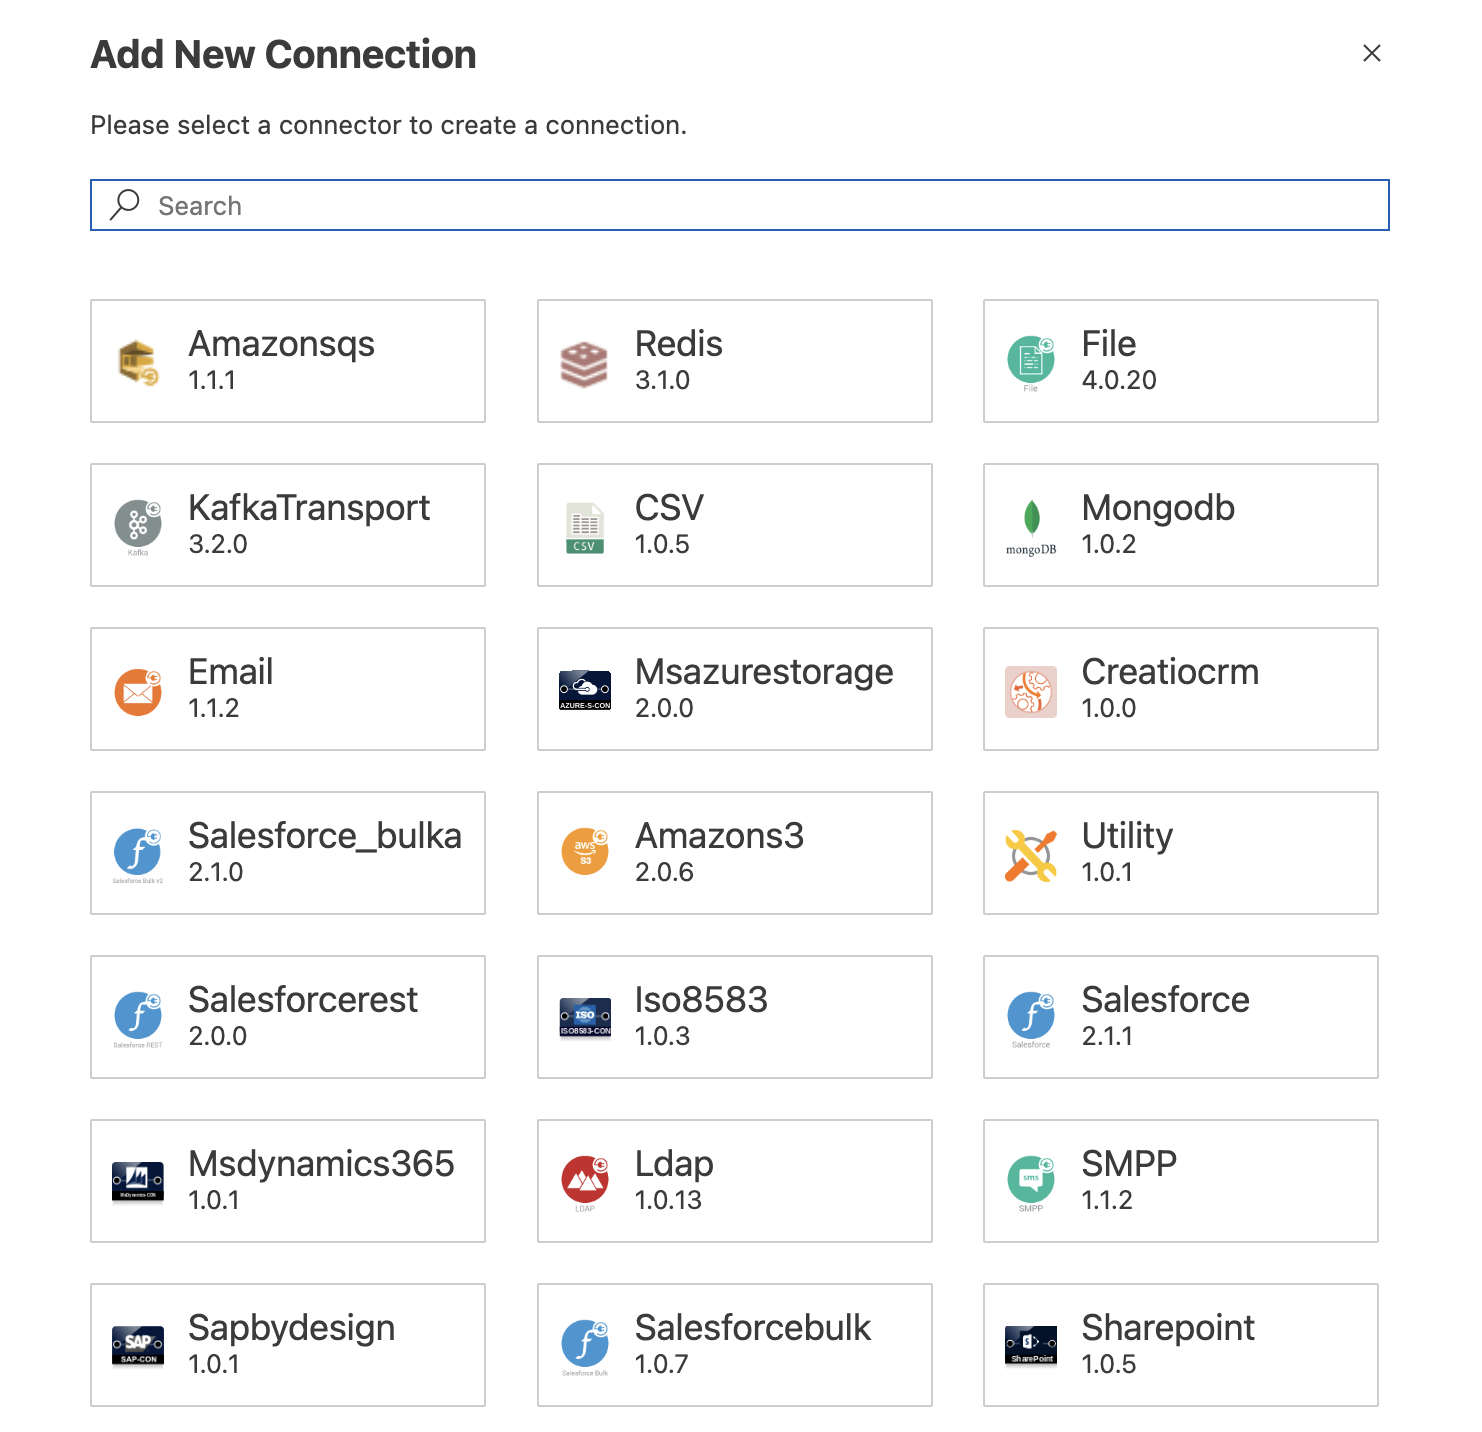 Add New Connection
Please select a connector to create a connection.
Search
Amazonsqs
1.1.1
Redis
3.1.0
File
File
4.0.20
Kafka
KafkaTransport
3.2.0
CSV
CSV
1.0.5
mongoDB
Mongodb
1.0.2
Email
1.1.2
AZURE-S-CON
Msazurestorage
2.0.0
Creatiocrm
1.0.0
Salesforce Bulk V2
Salesforce_bulka
2.1.0
aws
S3
Amazons3
2.0.6
Utility
1.0.1
Salesforce REST
Salesforcerest
2.0.0
ISO
ISO8583-CON
Iso8583
1.0.3
Salesforce
Salesforce
2.1.1
MsDynamics-CON
Msdynamics365
1.0.1
LDAP
Ldap
1.0.13
sms
SMPP
SMPP
1.1.2
SAP
SAP-CON
Sapbydesign
1.0.1
Salesforce Bulk
Salesforcebulk
1.0.7
SharePoint
Sharepoint
1.0.5